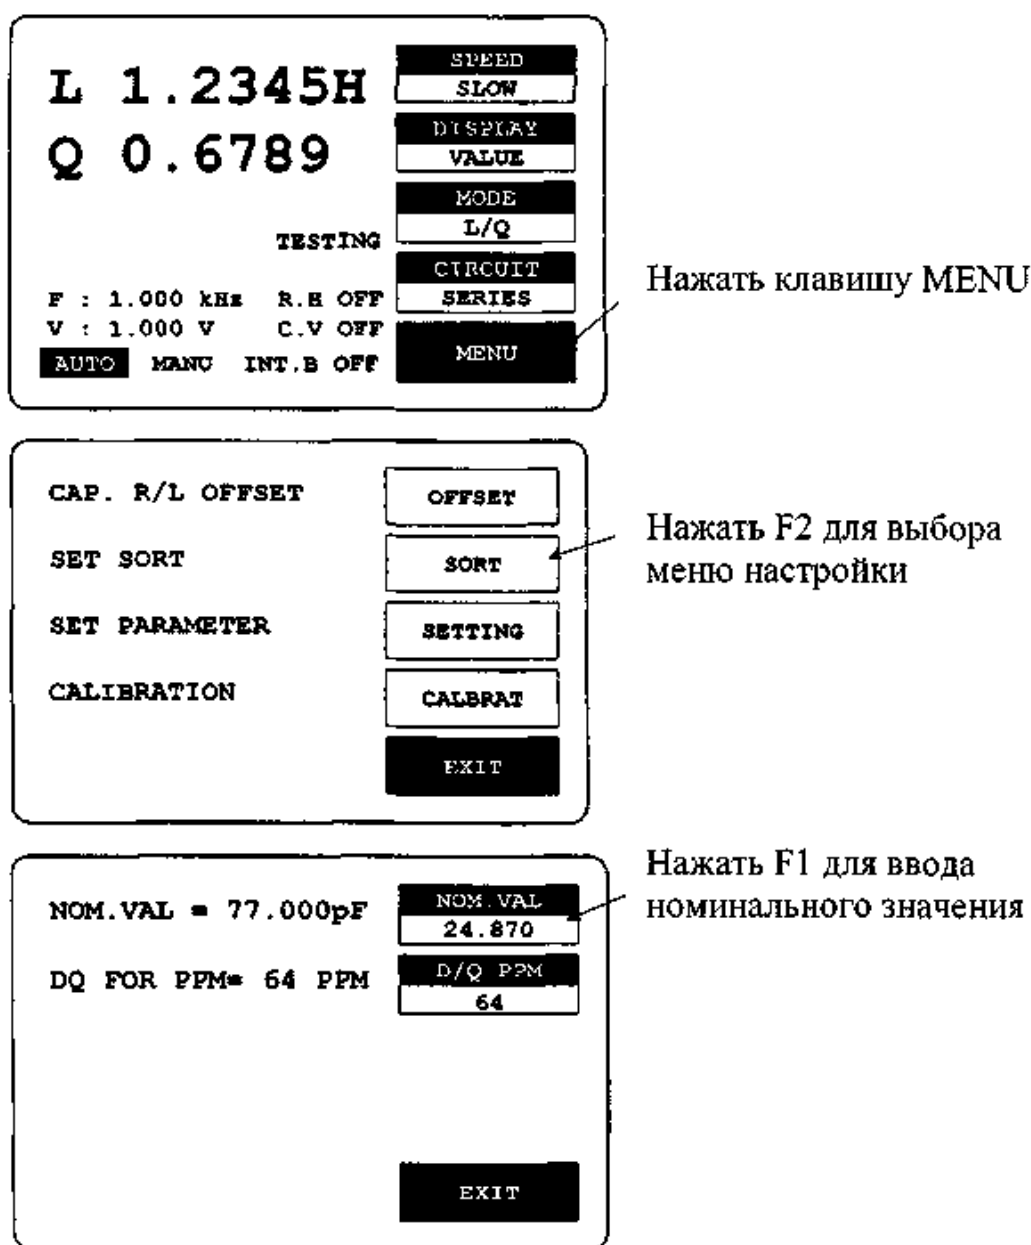 L 1.2345H
SPEED
SLOW
Q 0.6789
DISPLAY
VALUE
MODE
L/Q
TESTING
CIRCUIT
SERIES
F : 1.000 kHz R.H OFF
V : 1.000 V C.V OFF
AUTO MANU INT.B OFF
MENU
Нажать клавишу MENU
CAP. R/L OFFSET OFFSET
SET SORT SORT
Нажать F2 для выбора
меню настройки
SET PARAMETER SETTING
CALIBRATION CALBRAT
EXIT
NOM.VAL = 77.000pF
NOM.VAL
24.870
Нажать F1 для ввода
номинального значения
DQ FOR PPM= 64 PPM
D/Q PPM
64
EXIT